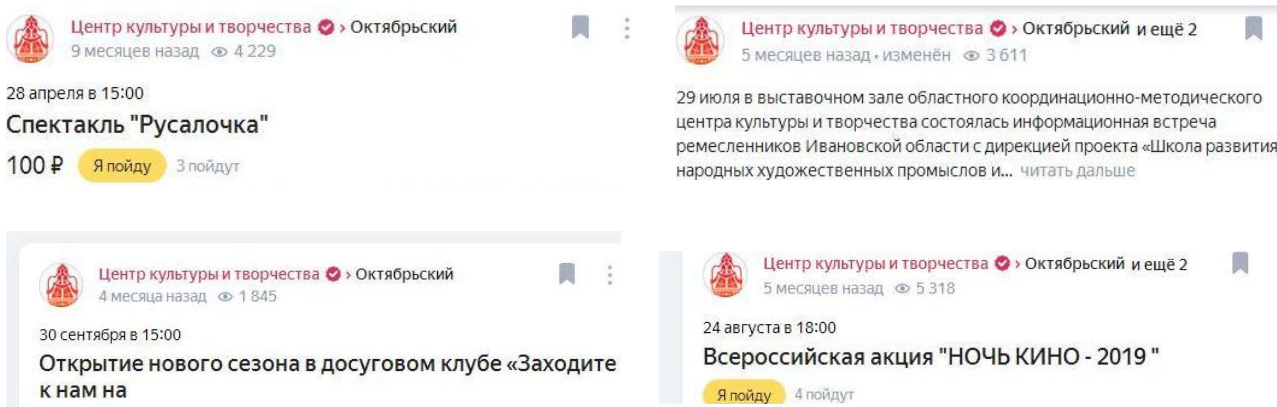 Центр культуры и творчества › Октябрьский
9 месяцев назад 4 229
28 апреля в 15:00
Спектакль "Русалочка"
100 ₽ Я пойду 3 пойдут
Центр культуры и творчества › Октябрьский и ещё 2
5 месяцев назад • изменён 3 611
29 июля в выставочном зале областного координационно-методического
центра культуры и творчества состоялась информационная встреча
ремесленников Ивановской области с дирекцией проекта «Школа развития
народных художественных промыслов и... читать дальше
Центр культуры и творчества › Октябрьский
4 месяца назад 1 845
30 сентября в 15:00
Открытие нового сезона в досуговом клубе «Заходите
к нам на
Центр культуры и творчества › Октябрьский и ещё 2
5 месяцев назад 5 318
24 августа в 18:00
Всероссийская акция "НОЧЬ КИНО - 2019 "
Я пойду 4 пойдут